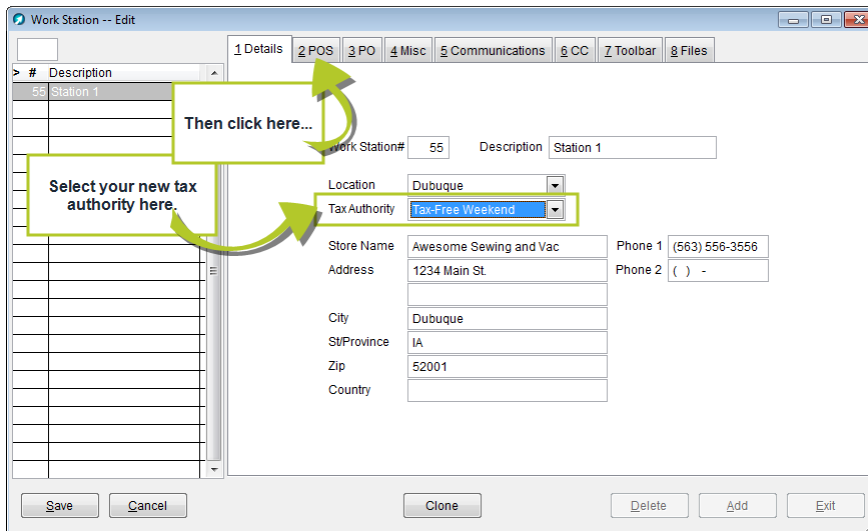 Work Station -- Edit
1 Details 2 POS 3 PO 4 Misc 5 Communications 6 CC 7 Toolbar 8 Files
> # Description
55 Station 1
Then click here...
Work Station# 55 Description Station 1
Select your new tax
authority here.
Location Dubuque
Tax Authority Tax-Free Weekend
Store Name Awesome Sewing and Vac Phone 1 (563) 556-3556
Address 1234 Main St. Phone 2 ( ) -
City Dubuque
St/Province IA
Zip 52001
Country
Save Cancel Clone Delete Add Exit